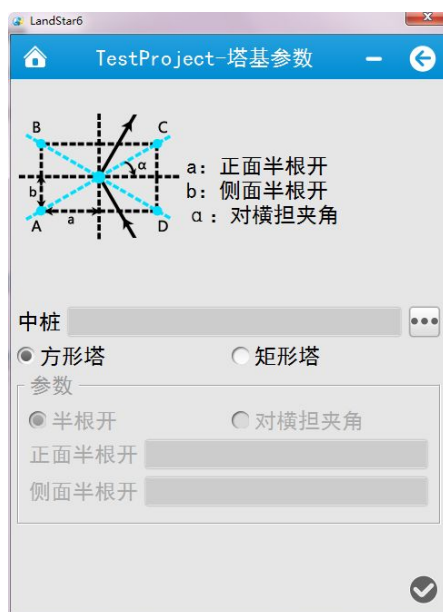 LandStar6
TestProject-塔基参数
B
C
α
b
A
a
D
a：正面半根开
b：侧面半根开
α：对横担夹角
中桩
方形塔 矩形塔
参数
半根开 对横担夹角
正面半根开
侧面半根开